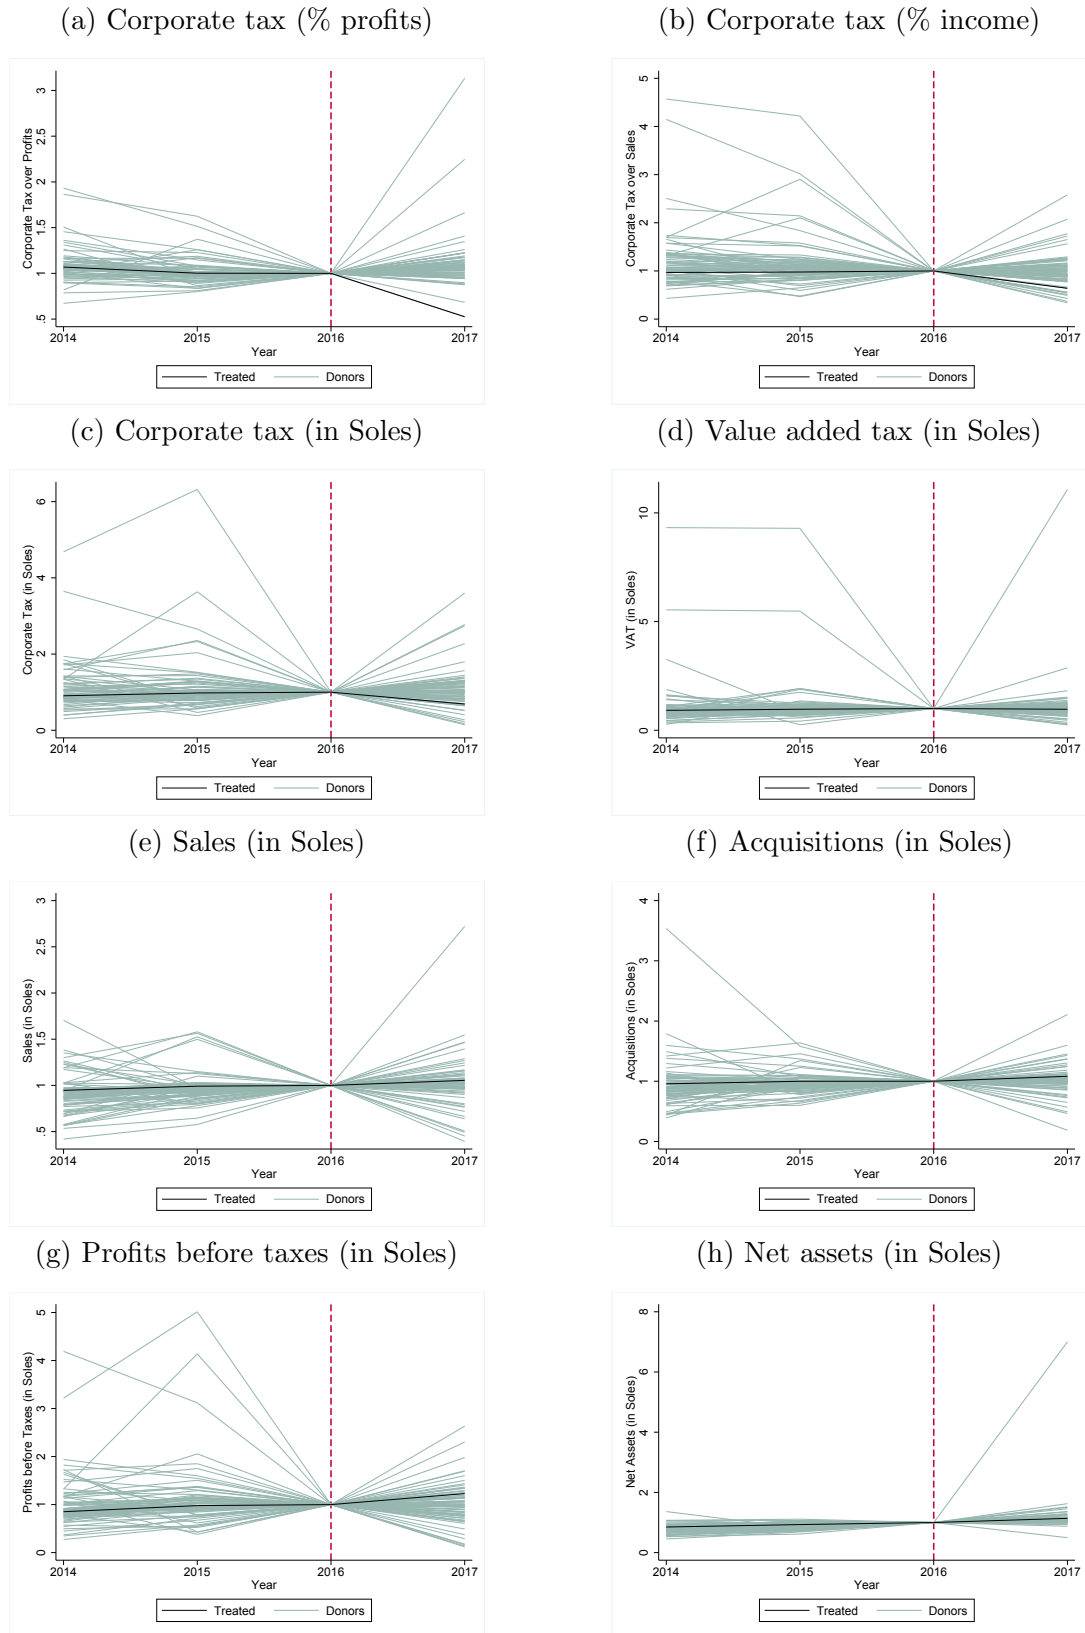 (a) Corporate tax (% profits)
Corporate Tax over Profits
3
2.5
2
1.5
1
.5
2014 2015 2016 2017
Year
Treated Donors
(b) Corporate tax (% income)
Corporate Tax over Sales
5
4
3
2
1
0
2014 2015 2016 2017
Year
Treated Donors
(c) Corporate tax (in Soles)
Corporate Tax (in Soles)
6
4
2
0
2014 2015 2016 2017
Year
Treated Donors
(d) Value added tax (in Soles)
VAT (in Soles)
10
5
0
2014 2015 2016 2017
Year
Treated Donors
(e) Sales (in Soles)
Sales (in Soles)
3
2.5
2
1.5
1
.5
2014 2015 2016 2017
Year
Treated Donors
(f) Acquisitions (in Soles)
Acquisitions (in Soles)
4
3
2
1
0
2014 2015 2016 2017
Year
Treated Donors
(g) Profits before taxes (in Soles)
Profits before Taxes (in Soles)
5
4
3
2
1
0
2014 2015 2016 2017
Year
Treated Donors
(h) Net assets (in Soles)
Net Assets (in Soles)
8
6
4
2
0
2014 2015 2016 2017
Year
Treated Donors